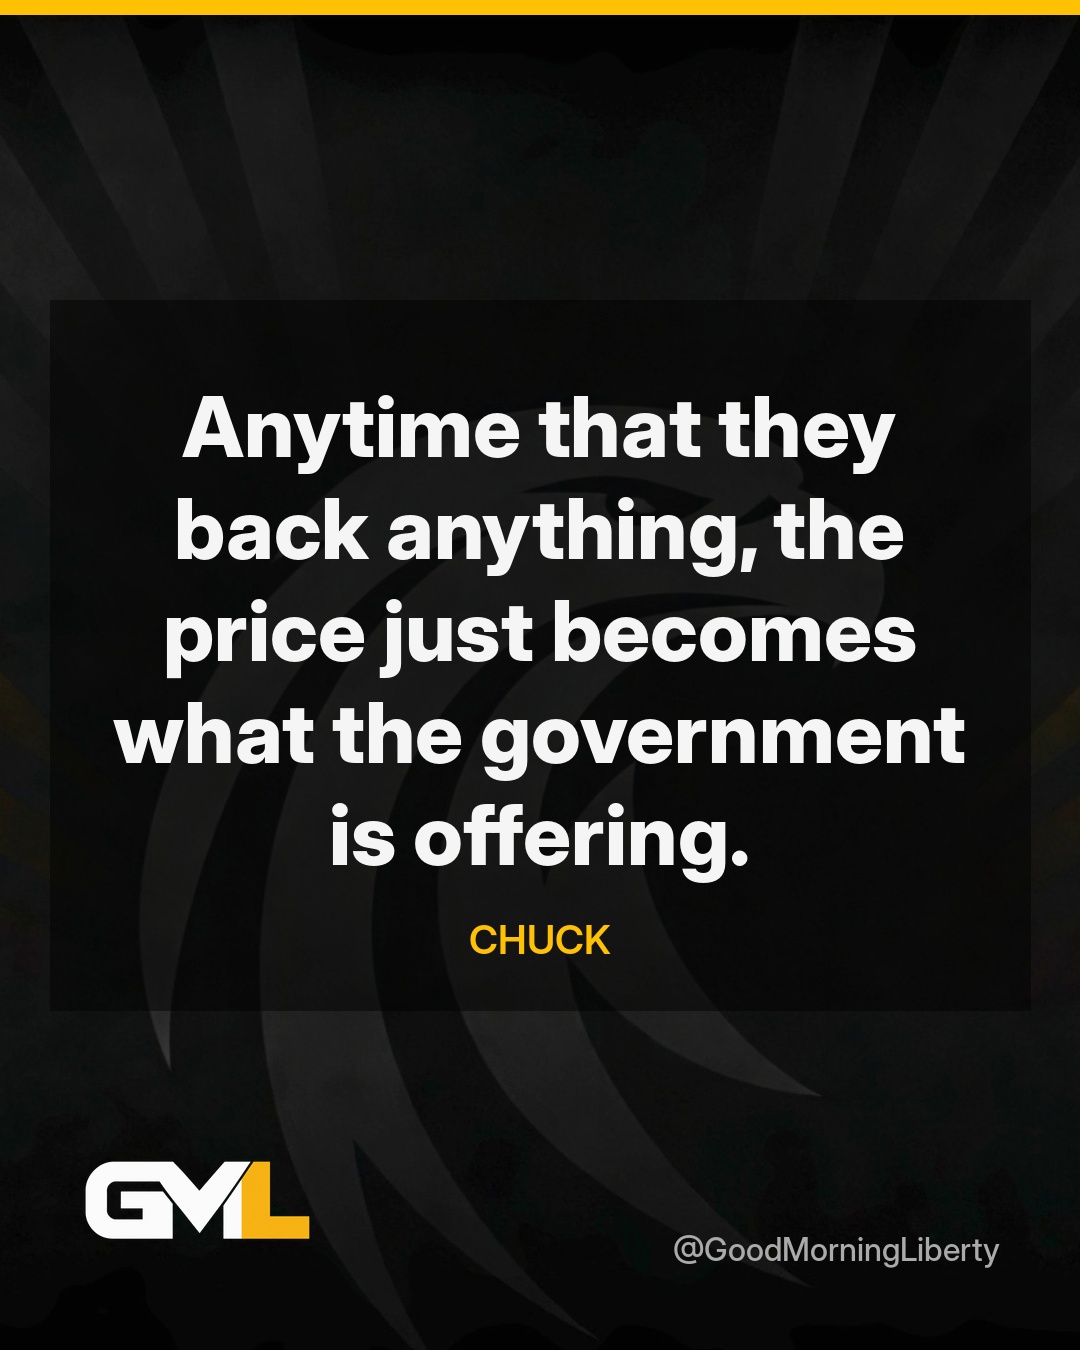 Anytime that they
back anything, the
price just becomes
what the government
is offering.
CHUCK
GML
@GoodMorningLiberty